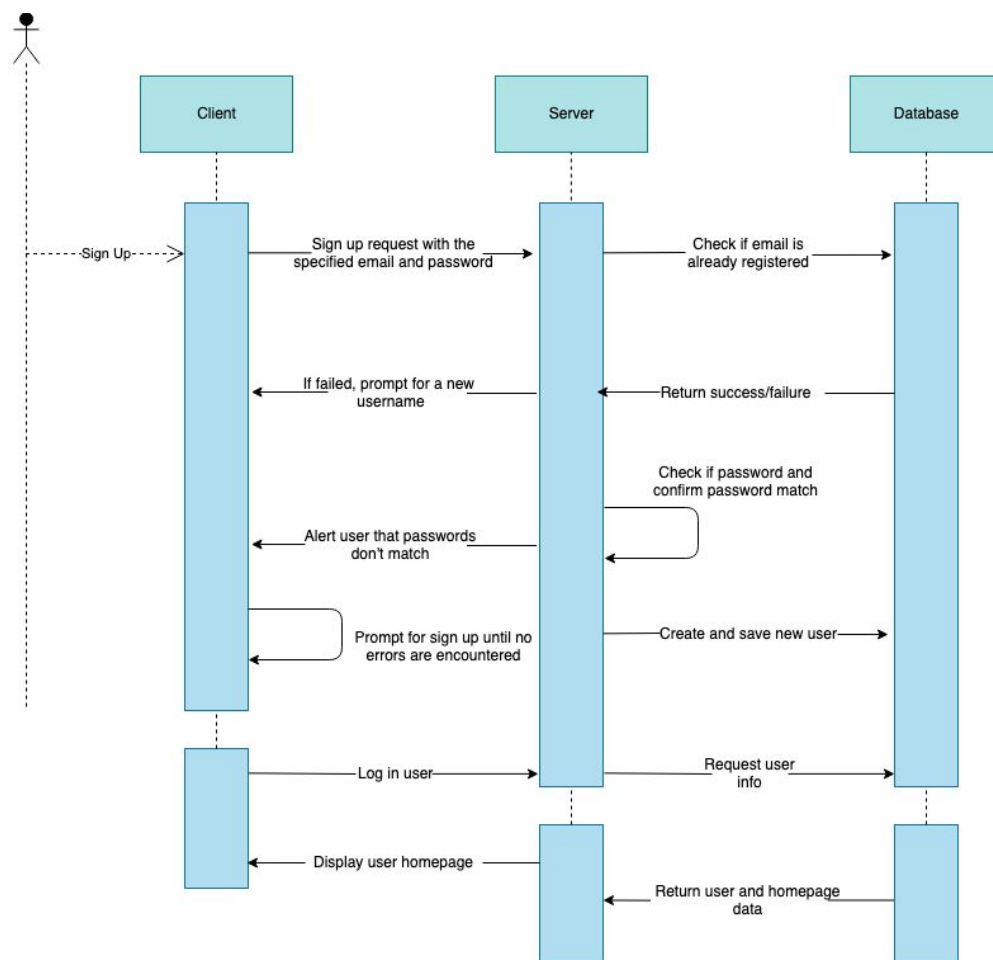 Client
Server
Database
Sign Up
Sign up request with the
specified email and password
Check if email is
already registered
If failed, prompt for a new
username
Return success/failure
Check if password and
confirm password match
Alert user that passwords
don't match
Prompt for sign up until no
errors are encountered
Create and save new user
Log in user
Request user
info
Display user homepage
Return user and homepage
data